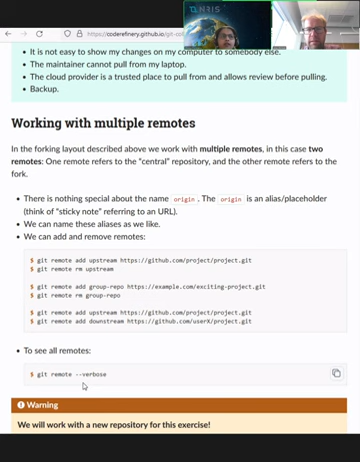 https://coderefinery.github.io/git-col
It is not easy to show my changes on my computer to somebody else.
The maintainer cannot pull from my laptop.
The cloud provider is a trusted place to pull from and allows review before pulling.
Backup.
Working with multiple remotes
In the forking layout described above we work with multiple remotes, in this case two
remotes: One remote refers to the "central" repository, and the other remote refers to the
fork.
There is nothing special about the name origin. The origin is an alias/placeholder
(think of "sticky note" referring to an URL).
We can name these aliases as we like.
We can add and remove remotes:
$ git remote add upstream https://github.com/project/project.git
$ git remote rm upstream
$ git remote add group-repo https://example.com/exciting-project.git
$ git remote rm group-repo
$ git remote add upstream https://github.com/project/project.git
$ git remote add downstream https://github.com/userX/project.git
To see all remotes:
$ git remote --verbose
Warning
We will work with a new repository for this exercise!